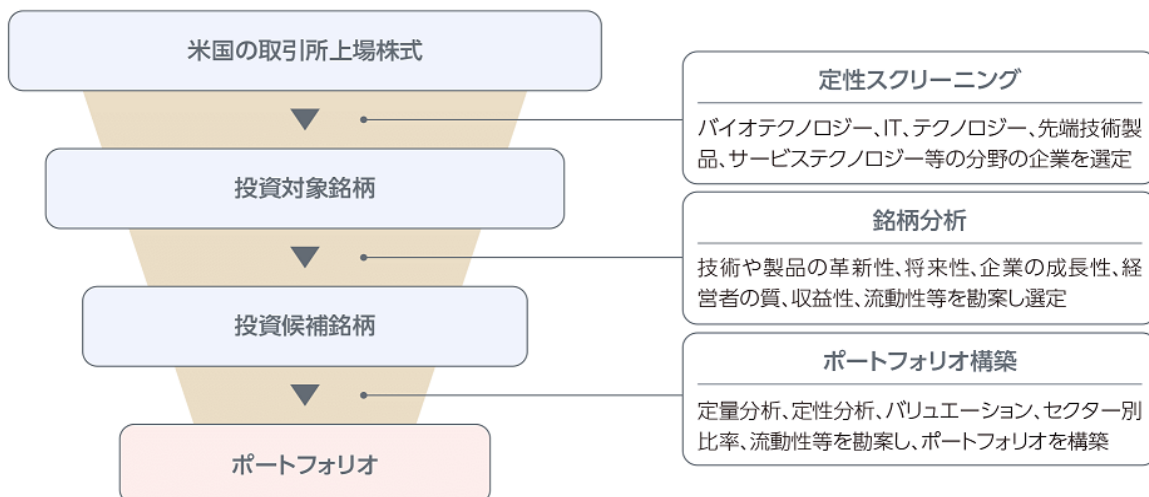 米国の取引所上場株式
定性スクリーニング
バイオテクノロジー、IT、テクノロジー、先端技術製
品、サービステクノロジー等の分野の企業を選定
投資対象銘柄
銘柄分析
技術や製品の革新性、将来性、企業の成長性、経
営者の質、収益性、流動性等を勘案し選定
投資候補銘柄
ポートフォリオ構築
定量分析、定性分析、バリュエーション、セクター別
比率、流動性等を勘案し、ポートフォリオを構築
ポートフォリオ